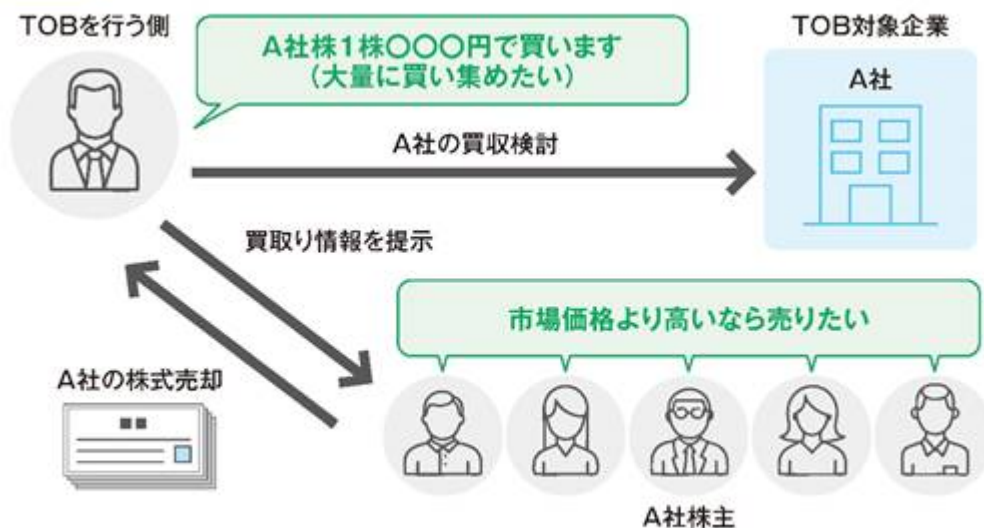 TOBを行う側
A社株1株〇〇〇円で買います
(大量に買い集めたい)
TOB対象企業
A社
A社の買収検討
買取り情報を提示
市場価格より高いなら売りたい
A社の株式売却
A社株主